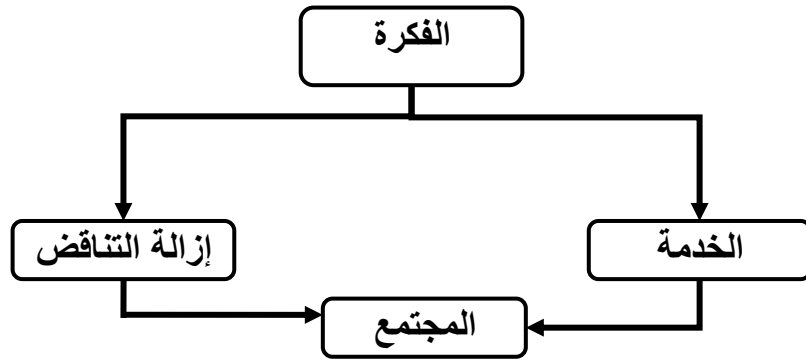 الفكرة
الخدمة
إزالة التناقض
المجتمع